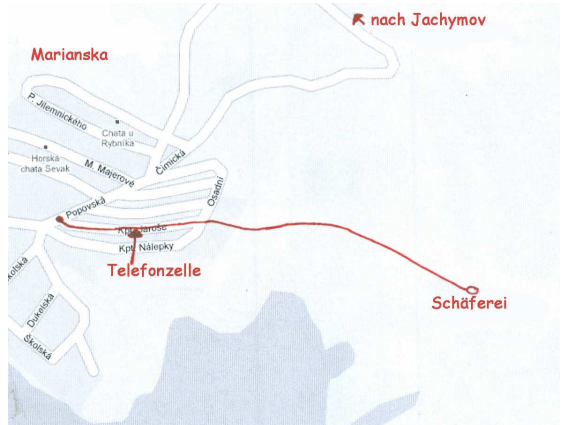 nach Jachymov
Marianska
P. Jilemnického
Chata u
Rybníka
Horská
chata Ševák
M. Majerové
Čimická
Osadní
Popovská
Kpt. Jaroše
Kpt. Nálepky
Telefonzelle
Schäferei
Dukelská
Školská